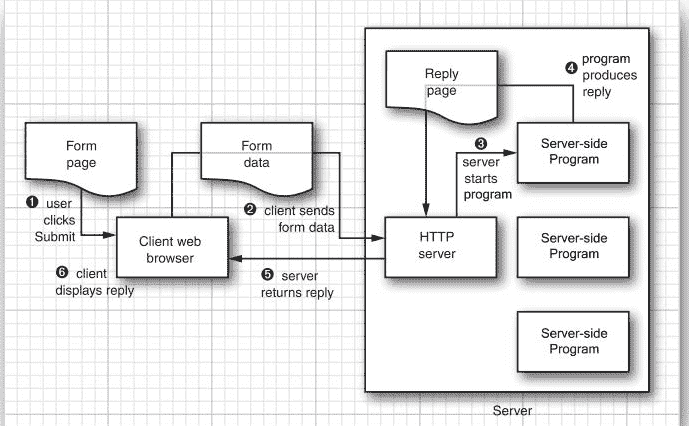 Form
page
❶ user
clicks
Submit
Client web
browser
❻ client
displays reply
Form
data
❷ client sends
form data
❺ server
returns reply
Reply
page
❹ program
produces
reply
❸
server
starts
program
HTTP
server
Server-side
Program
Server-side
Program
Server-side
Program
Server